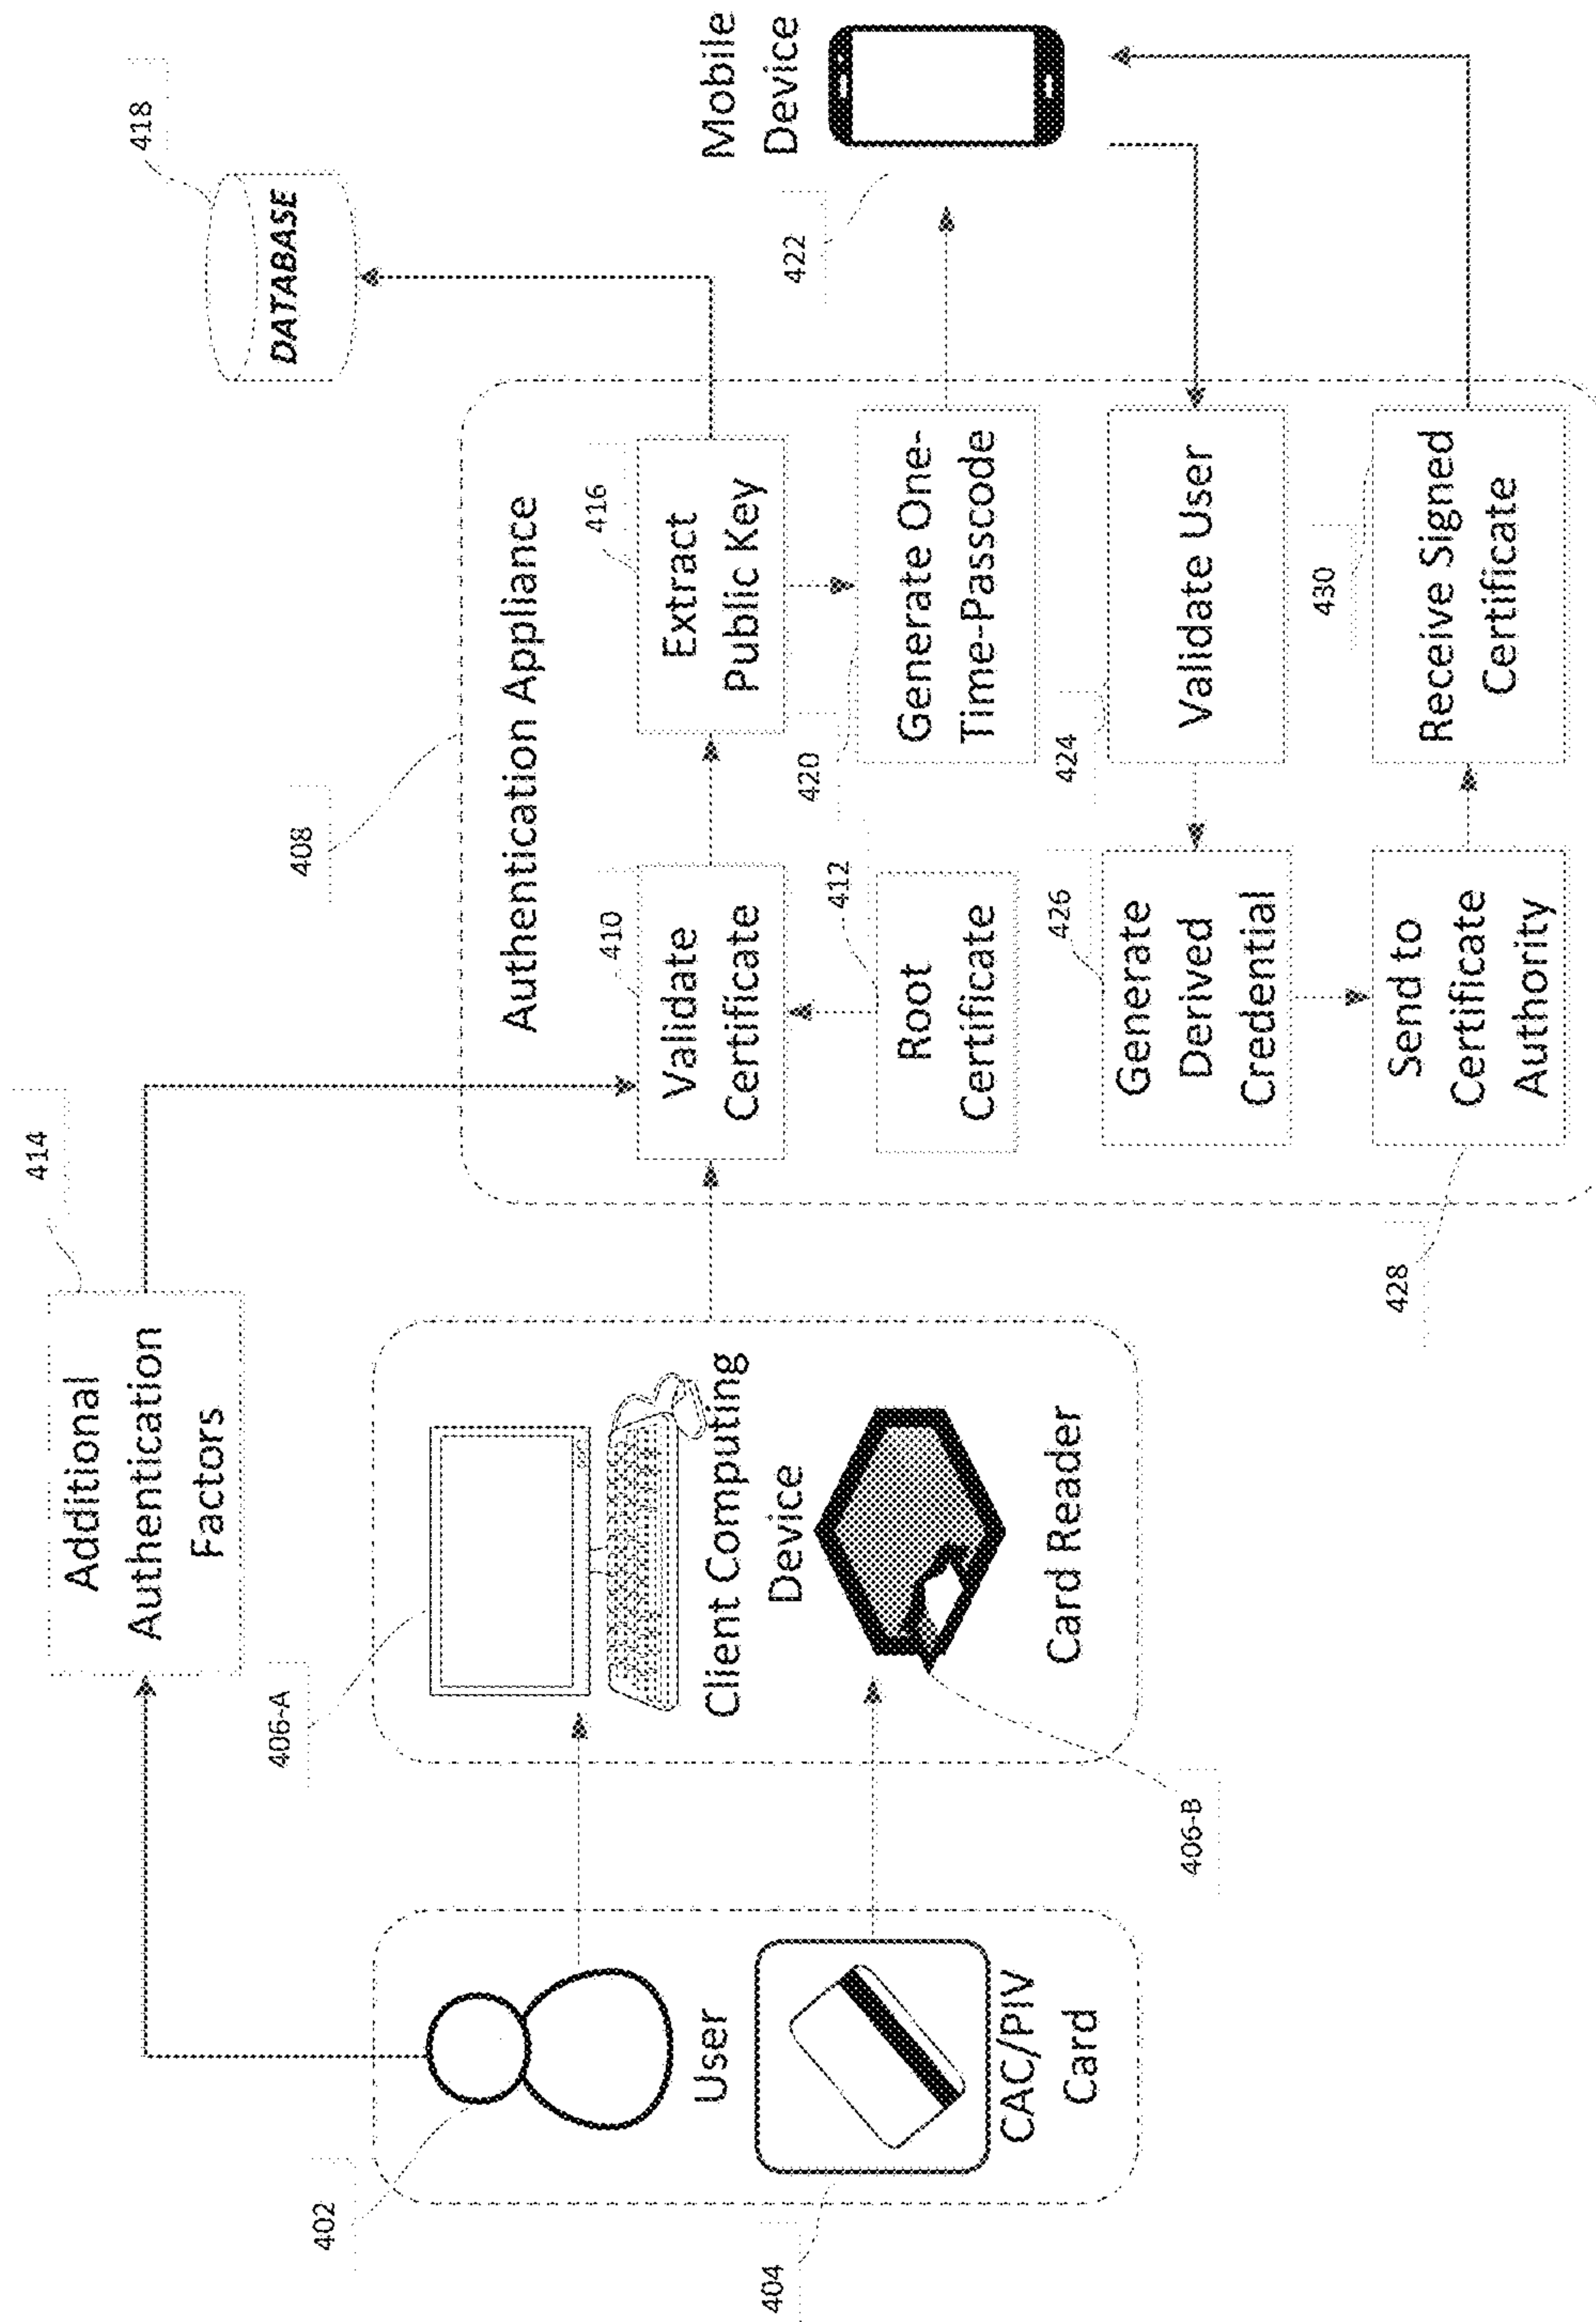 414
Additional
Authentication
Factors
418
DATABASE
408
Authentication Appliance
402
User
404
CAC/PIV
Card
406-A
Client Computing
Device
406-B
Card Reader
410
Validate
Certificate
416
Extract
Public Key
412
Root
Certificate
420
Generate One-
Time-Passcode
422
Mobile
Device
426
Generate
Derived
Credential
424
Validate User
428
Send to
Certificate
Authority
430
Receive Signed
Certificate